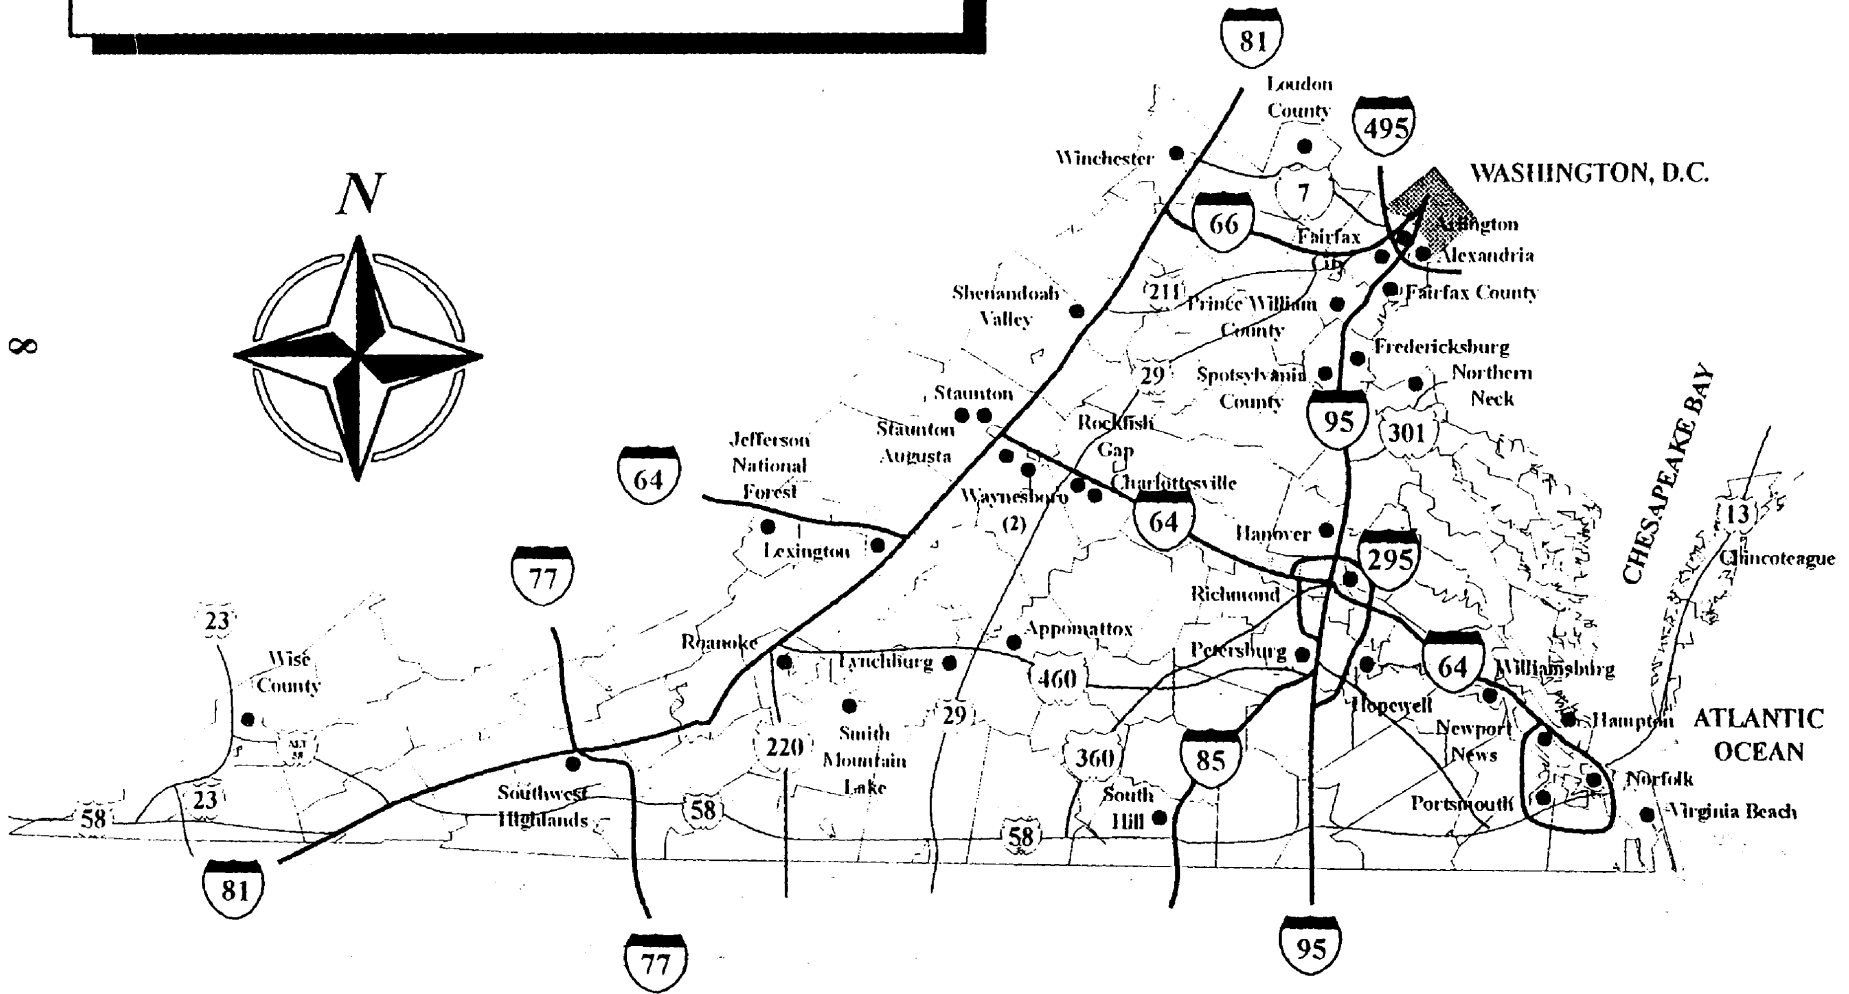 81
Loudon
County
495
Winchester
WASHINGTON, D.C.
N
7
66
Arlington
Fairfax
City
Alexandria
211
Shenandoah
Valley
Prince William
County
Fairfax County
8
Fredericksburg
29
Spotsylvania
County
Northern
Neck
Staunton
95
CHESAPEAKE BAY
Staunton
Augusta
Rockfish
Gap
301
Jefferson
National
Forest
64
Waynesboro
(2)
Charlottesville
64
13
Hanover
Lexington
295
Chincoteague
77
Richmond
23
Roanoke
Appomattox
Lynchburg
Petersburg
Wise
County
460
64
Williamsburg
Hopewell
29
Hampton
ATLANTIC
OCEAN
Newport
News
ALT
58
220
Smith
Mountain
Lake
360
85
Norfolk
23
Southwest
Highlands
58
South
Hill
Portsmouth
Virginia Beach
58
58
81
95
77